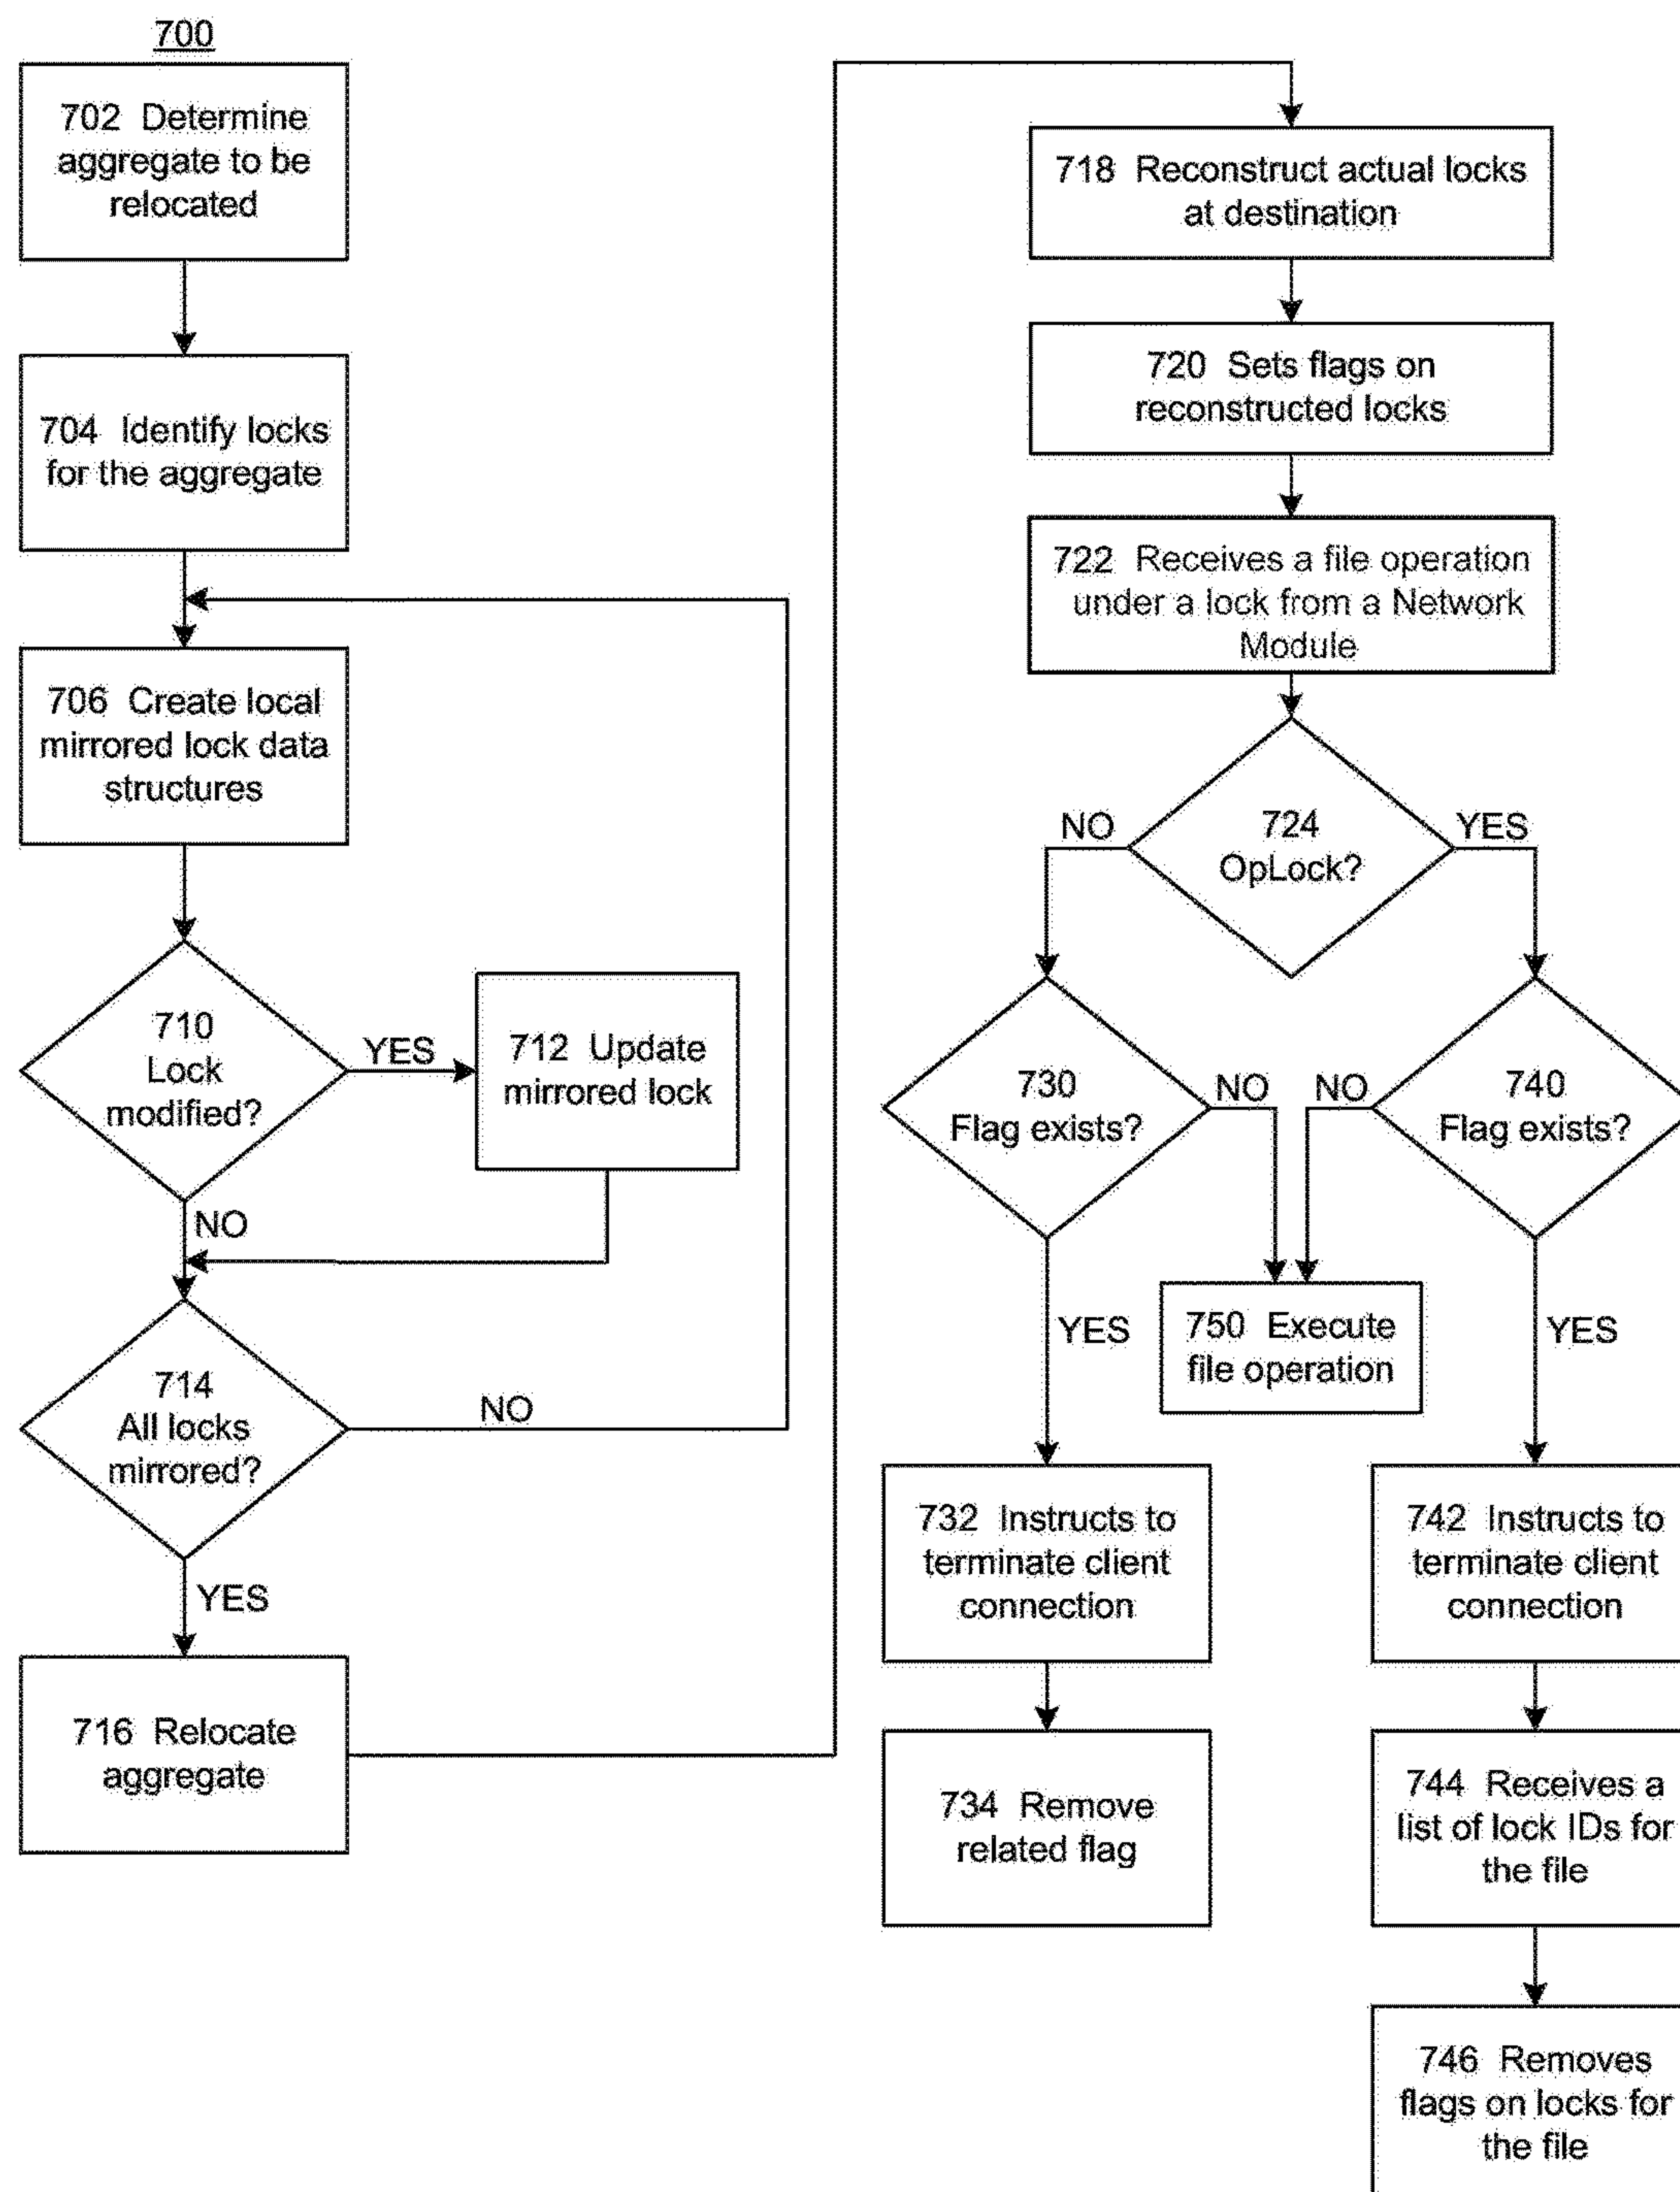 700
702 Determine
aggregate to be
relocated
704 Identify locks
for the aggregate
706 Create local
mirrored lock data
structures
710
Lock
modified?
YES
712 Update
mirrored lock
NO
714
All locks
mirrored?
NO
YES
716 Relocate
aggregate
718 Reconstruct actual locks
at destination
720 Sets flags on
reconstructed locks
722 Receives a file operation
under a lock from a Network
Module
724
OpLock?
NO
YES
730
Flag exists?
NO
NO
740
Flag exists?
YES
750 Execute
file operation
YES
732 Instructs to
terminate client
connection
742 Instructs to
terminate client
connection
734 Remove
related flag
744 Receives a
list of lock IDs for
the file
746 Removes
flags on locks for
the file